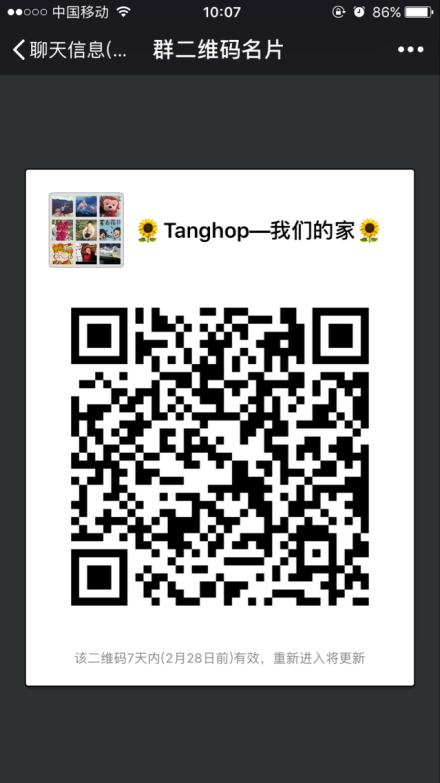 中国移动 10:07 86%
聊天信息(... 群二维码名片
🌻 Tanghop—我们的家🌻
该二维码7天内(2月28日前)有效，重新进入将更新